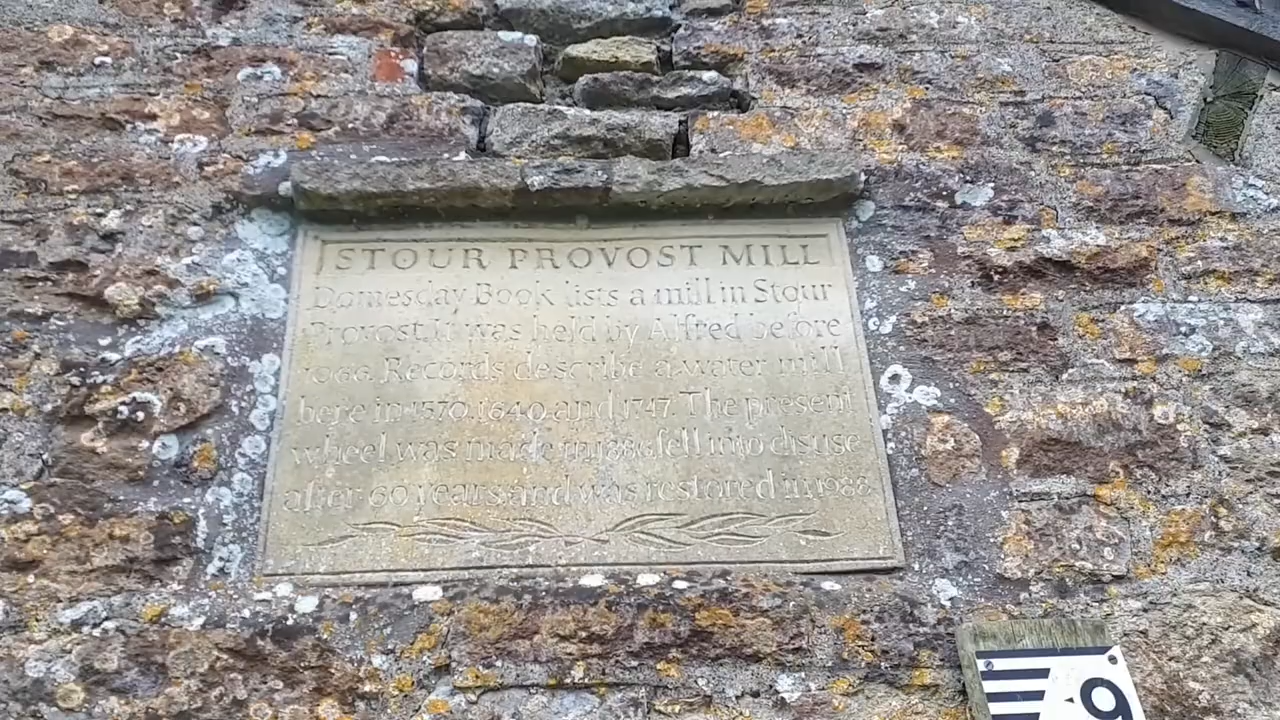 STOUR PROVOST MILL
Domesday Book lists a mill in Stour
Provost. It was held by Alfred before
1066. Records describe a water mill
here in 1570, 1640, and 1747. The present
wheel was made in 1886, fell into disuse
after 60 years and was restored in 1988.
9